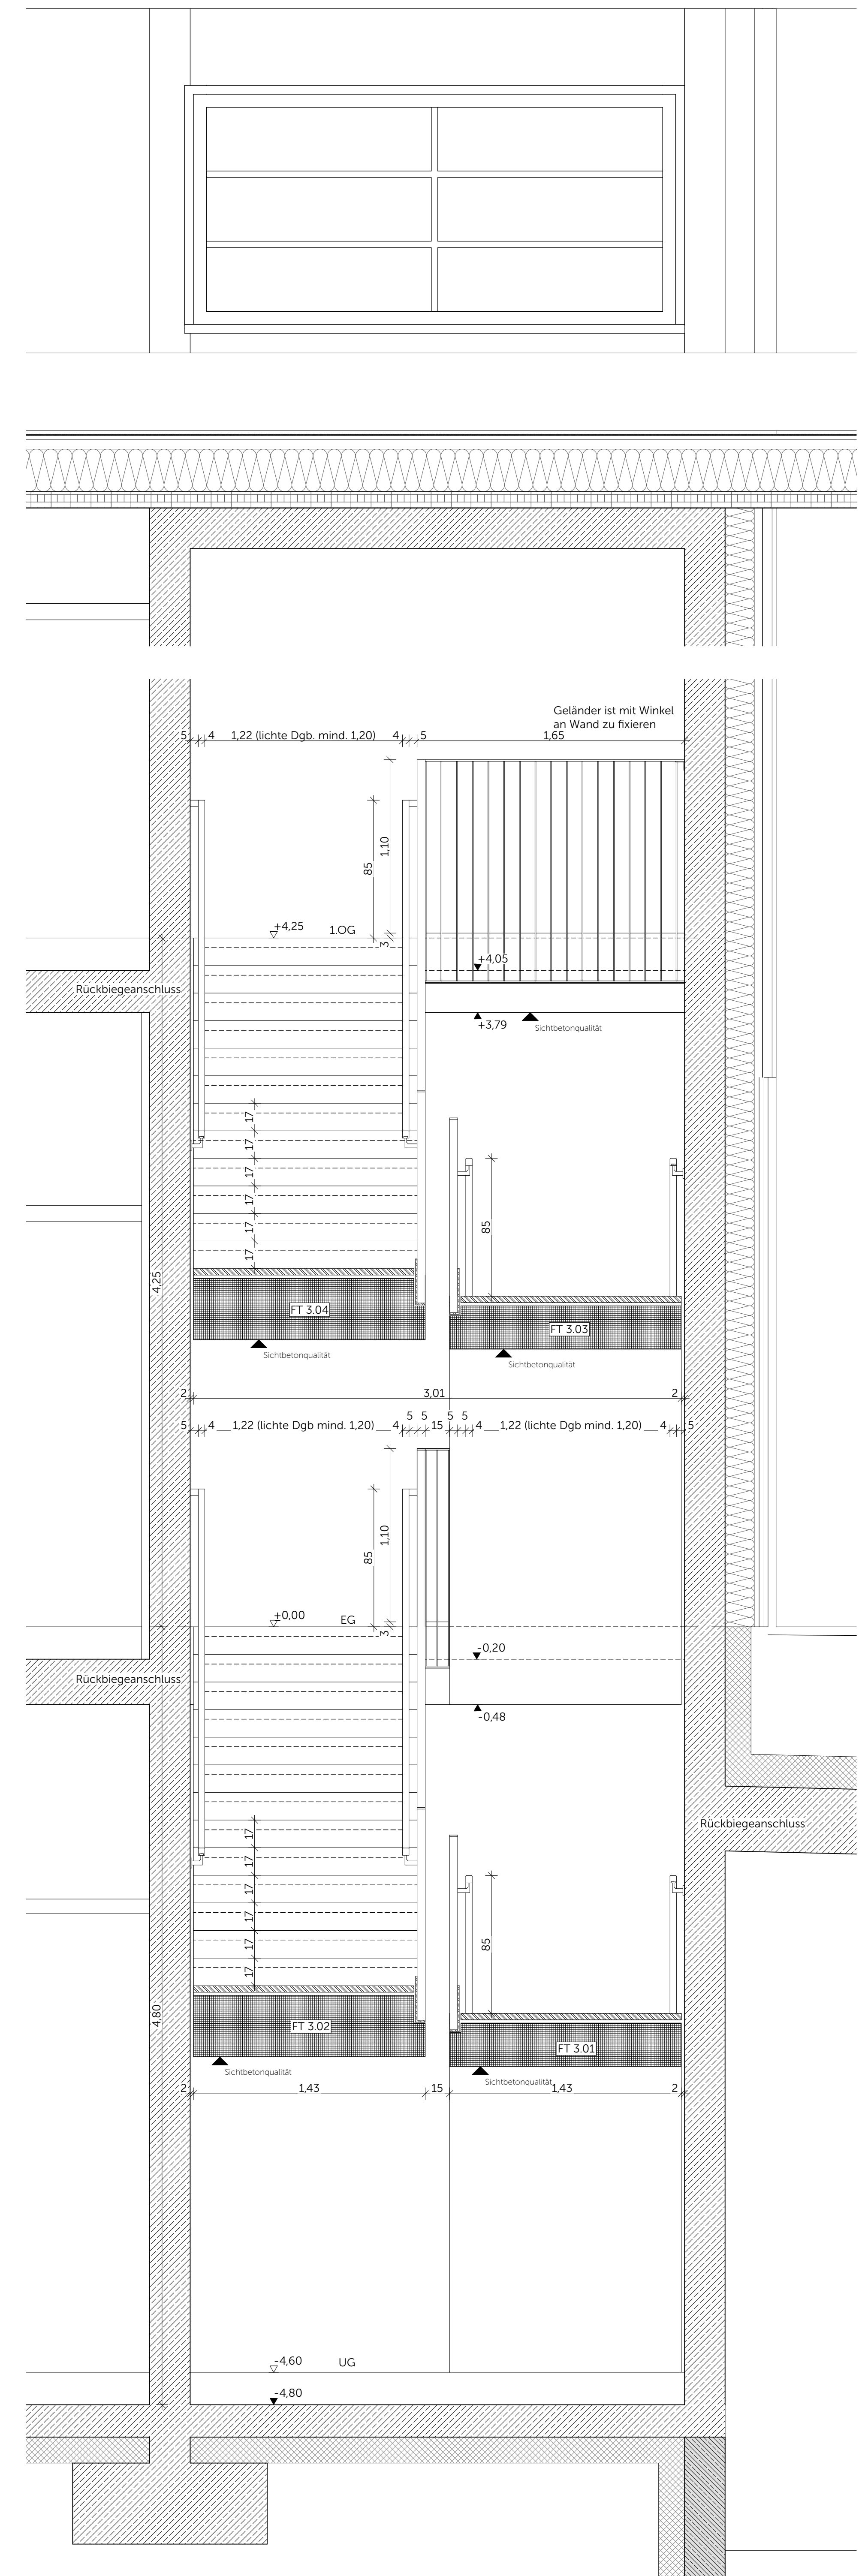 Geländer ist mit Winkel
an Wand zu fixieren
5 4 1,22 (lichte Dgb. mind. 1,20) 4 5 1,65
1,10
85
+4,25 1.OG
3
+4,05
Rückbiegeanschluss
+3,79
Sichtbetonqualität
17
17
17
17
17
17
85
4,25
FT 3.04
FT 3.03
Sichtbetonqualität
Sichtbetonqualität
2 3,01 2
5 4 1,22 (lichte Dgb mind. 1,20) 4 5 5 15 5 5 4 1,22 (lichte Dgb mind. 1,20) 4 5
1,10
85
+0,00 EG
3
-0,20
Rückbiegeanschluss
-0,48
Rückbiegeanschluss
17
17
17
17
17
17
85
4,80
FT 3.02
FT 3.01
Sichtbetonqualität
Sichtbetonqualität
2 1,43 15 1,43 2
-4,60 UG
-4,80